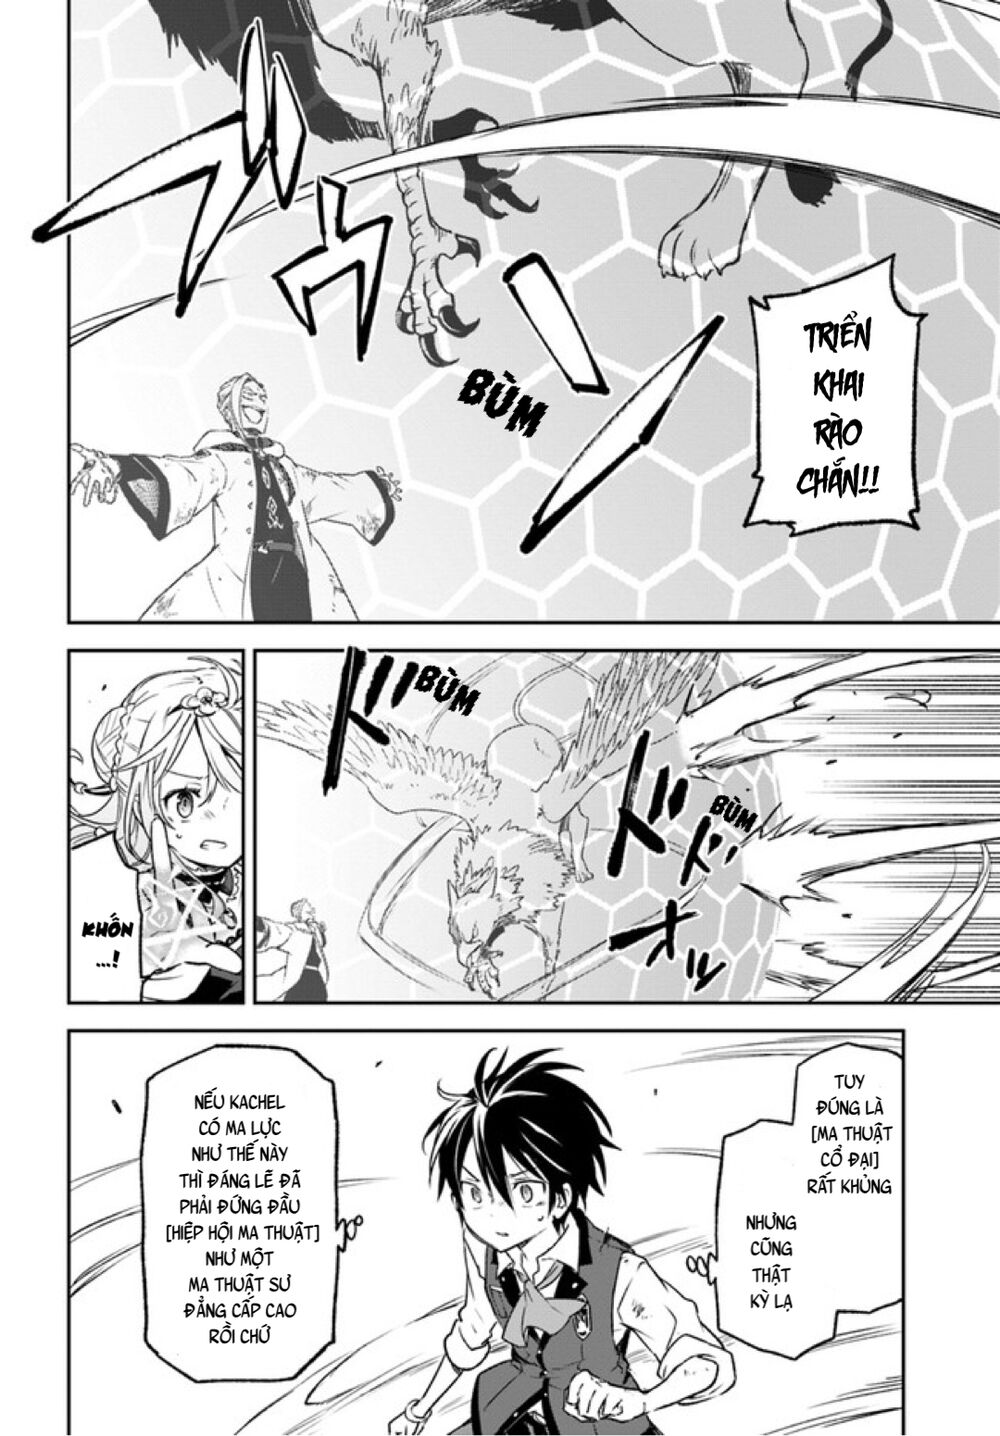 TRIỂN
KHAI
RÀO
CHẮN!!
ブ
ヴ
ン
BÙM
ドド
BÙM
ドド
BÙM
オッ
KHỐN
...!
TUY
ĐÚNG LÀ
[MA THUẬT
CỔ ĐẠI]
RẤT KHỦNG
NHƯNG
CŨNG
THẬT
KỲ LẠ
NẾU KACHEL
CÓ MA LỰC
NHƯ THẾ NÀY
THÌ ĐÁNG LẼ ĐÃ
PHẢI ĐỨNG ĐẦU
[HIỆP HỘI MA THUẬT]
NHƯ MỘT
MA THUẬT SƯ
ĐẲNG CẤP CAO
RỒI CHỨ